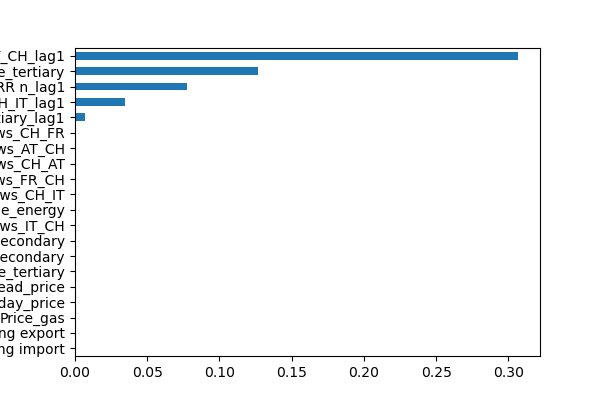 _CH_lag1
e_tertiary
RR n_lag1
H_IT_lag1
tiary_lag1
ws_CH_FR
ws_AT_CH
ws_CH_AT
ws_FR_CH
ws_CH_IT
e_energy
ws_IT_CH
econdary
econdary
e_tertiary
ead_price
day_price
Price_gas
ng export
ng import
0.00 0.05 0.10 0.15 0.20 0.25 0.30